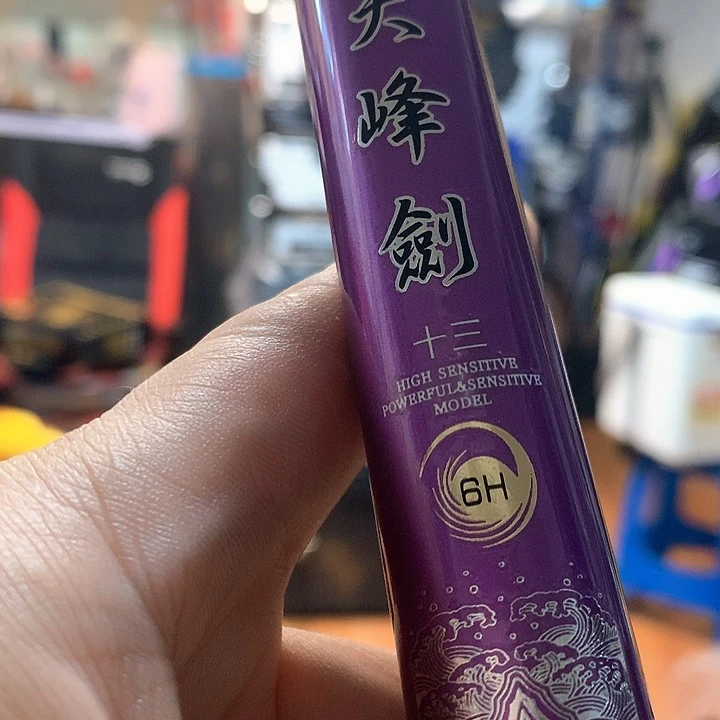 峰劍
十三
HIGH SENSITIVE
POWERFUL&SENSITIVE
MODEL
6H